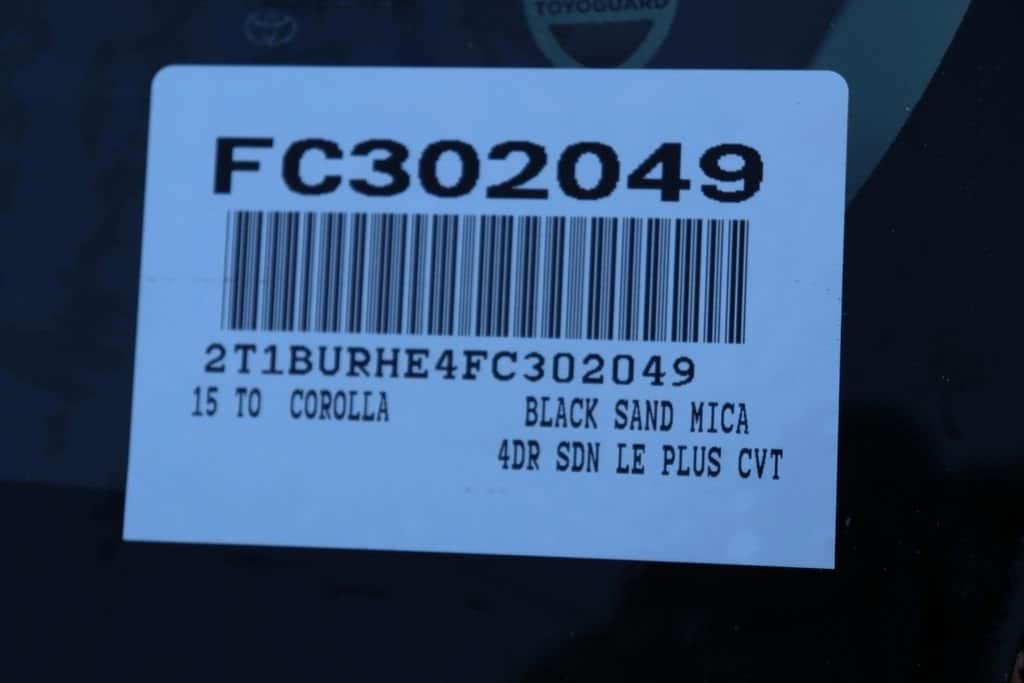 TOYOGUARD
FC302049
2T1BURHE4FC302049
15 TO COROLLA BLACK SAND MICA
4DR SDN LE PLUS CVT